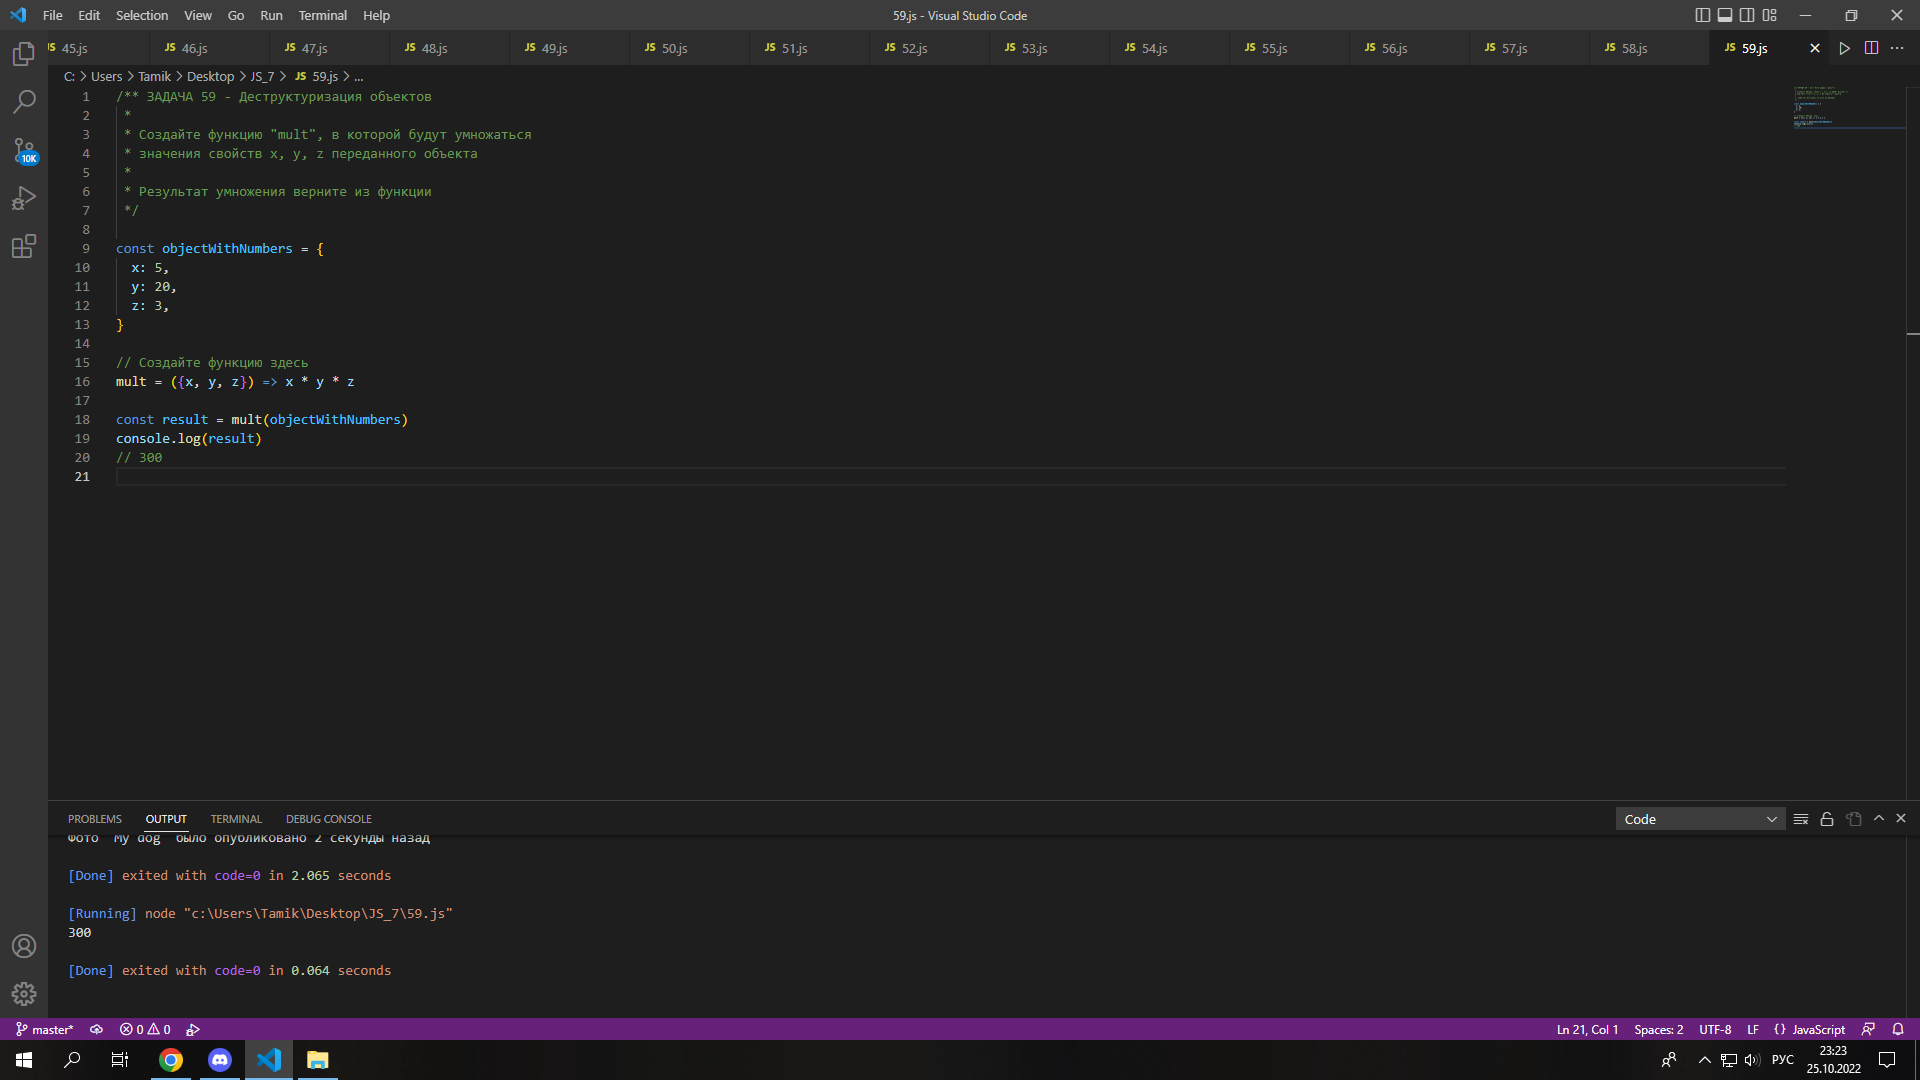 File Edit Selection View Go Run Terminal Help 59.js - Visual Studio Code
JS 45.js JS 46.js JS 47.js JS 48.js JS 49.js JS 50.js JS 51.js JS 52.js JS 53.js JS 54.js JS 55.js JS 56.js JS 57.js JS 58.js JS 59.js
C: > Users > Tamik > Desktop > JS_7 > JS 59.js > ...
1 /** ЗАДАЧА 59 - Деструктуризация объектов
2 *
3 * Создайте функцию "mult", в которой будут умножаться
4 * значения свойств x, y, z переданного объекта
5 *
6 * Результат умножения верните из функции
7 */
8
9 const objectWithNumbers = {
10 x: 5,
11 y: 20,
12 z: 3,
13 }
14
15 // Создайте функцию здесь
16 mult = ({x, y, z}) => x * y * z
17
18 const result = mult(objectWithNumbers)
19 console.log(result)
20 // 300
21
10K
PROBLEMS OUTPUT TERMINAL DEBUG CONSOLE Code
Фото "My dog" было опубликовано 2 секунды назад
[Done] exited with code=0 in 2.065 seconds
[Running] node "c:\Users\Tamik\Desktop\JS_7\59.js"
300
[Done] exited with code=0 in 0.064 seconds
master* 0 0 Ln 21, Col 1 Spaces: 2 UTF-8 LF {} JavaScript
РУС 23:23
25.10.2022